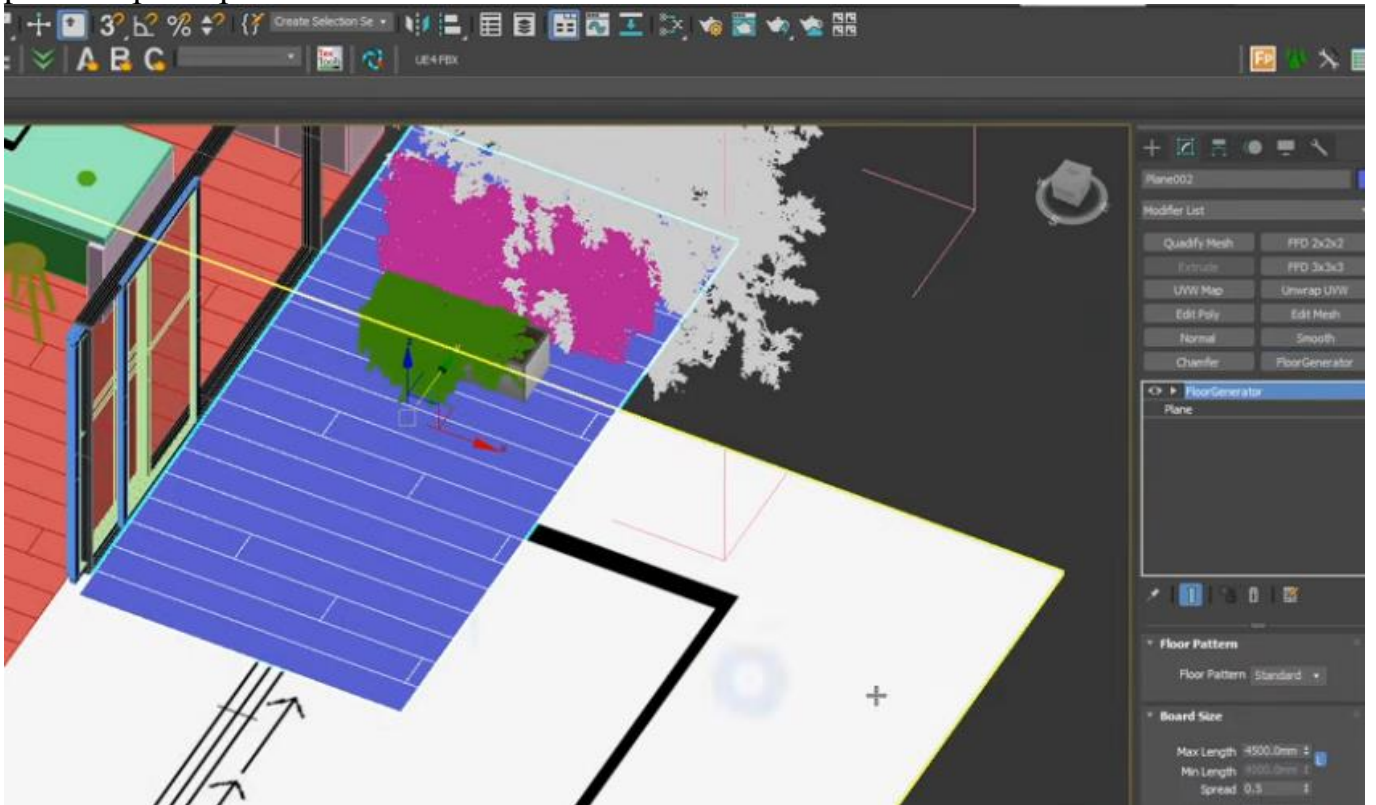 3
%
Create Selection Se
A B C
UE4 FBX
FP
Plane002
Modifier List
Quadify Mesh FFD 2x2x2
Extrude FFD 3x3x3
UVW Map Unwrap UVW
Edit Poly Edit Mesh
Normal Smooth
Chamfer FloorGenerator
FloorGenerator
Plane
Floor Pattern
Floor Pattern Standard
Board Size
Max Length 4500.0mm
L
Min Length
Spread 0.5